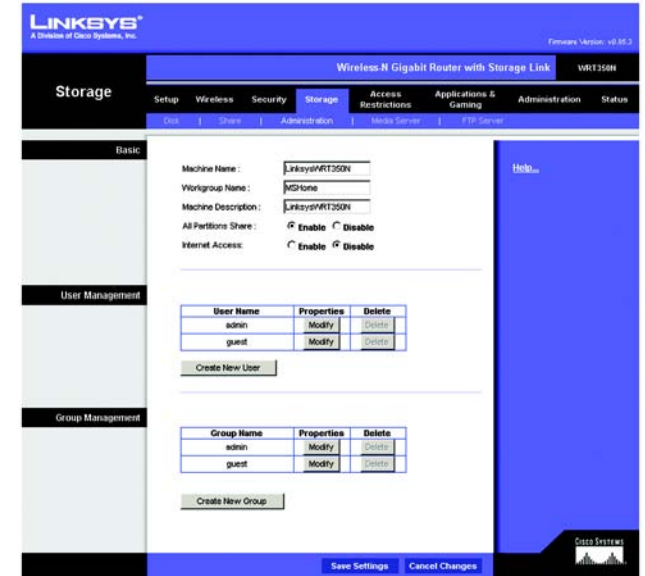 LINKSYS®
A Division of Cisco Systems, Inc.
Firmware Version: v0.95.3
Wireless-N Gigabit Router with Storage Link WRT350N
Storage
Setup Wireless Security Storage Access Restrictions Applications & Gaming Administration Status
Disk | Share | Administration | Media Server | FTP Server
Basic
Machine Name : LinksysWRT350N
Help...
Workgroup Name : MSHome
Machine Description : LinksysWRT350N
All Partitions Share : Enable Disable
Internet Access: Enable Disable
User Management
User Name Properties Delete
admin Modify Delete
guest Modify Delete
Create New User
Group Management
Group Name Properties Delete
admin Modify Delete
guest Modify Delete
Create New Group
CISCO SYSTEMS
Save Settings Cancel Changes